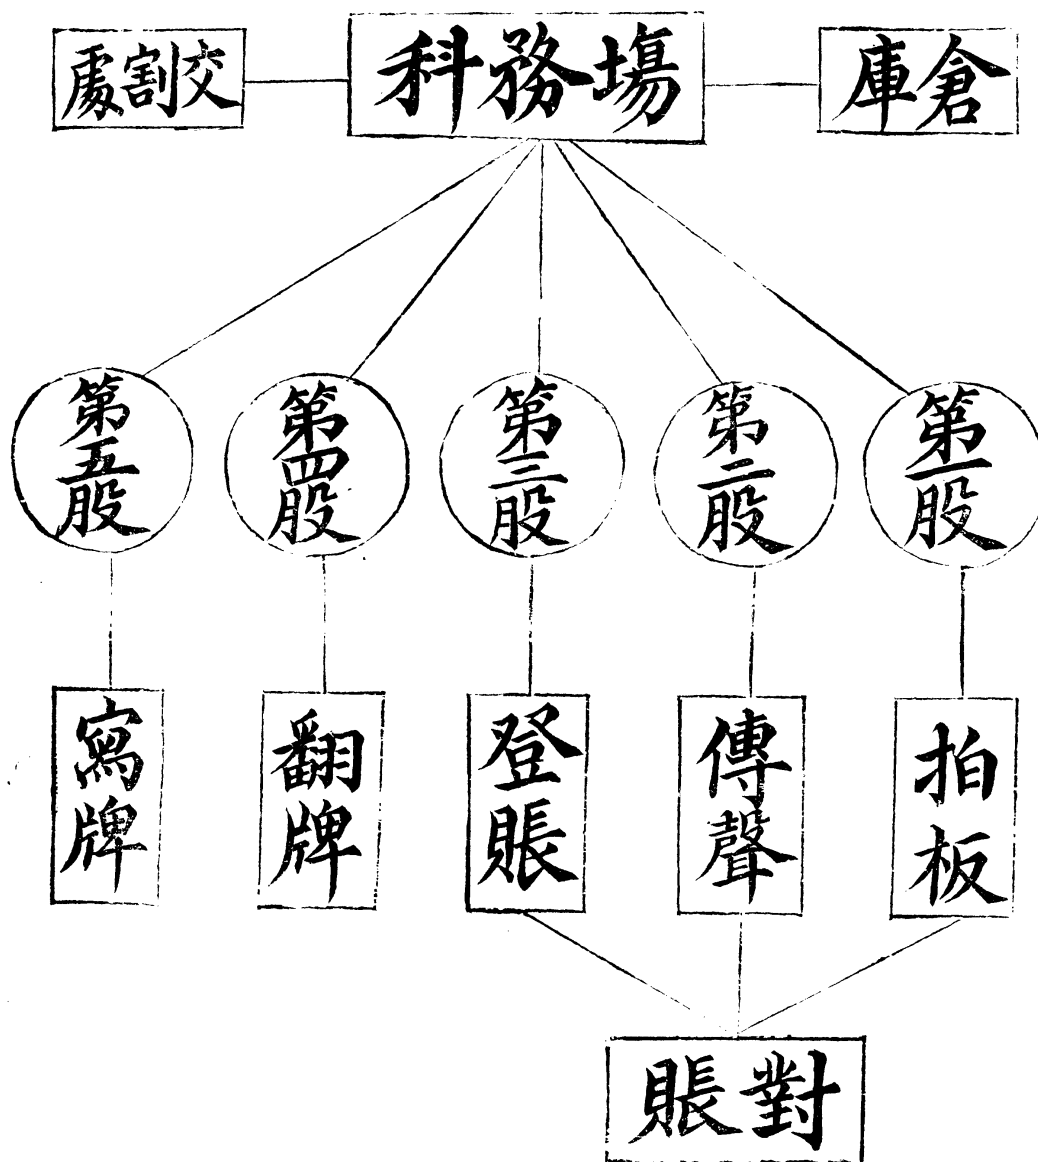 倉庫
場務科
交割處
第一股
第二股
第三股
第四股
第五股
拍板
傳聲
登賬
翻牌
寫牌
對賬